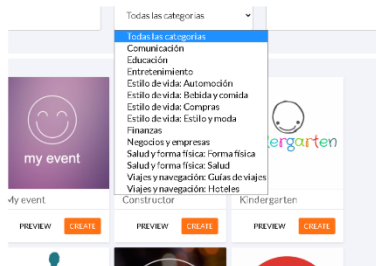 Todas las categorias
Todas las categorias
Comunicación
Educación
Entretenimiento
Estilo de vida: Automoción
Estilo de vida: Bebida y comida
Estilo de vida: Compras
Estilo de vida: Estilo y moda
Finanzas
Negocios y empresas
Salud y forma física: Forma física
Salud y forma física: Salud
Viajes y navegación: Guías de viajes
Viajes y navegación: Hoteles
my event
ergarten
My event
Constructor
Kindergarten
PREVIEW CREATE
PREVIEW CREATE
PREVIEW CREATE